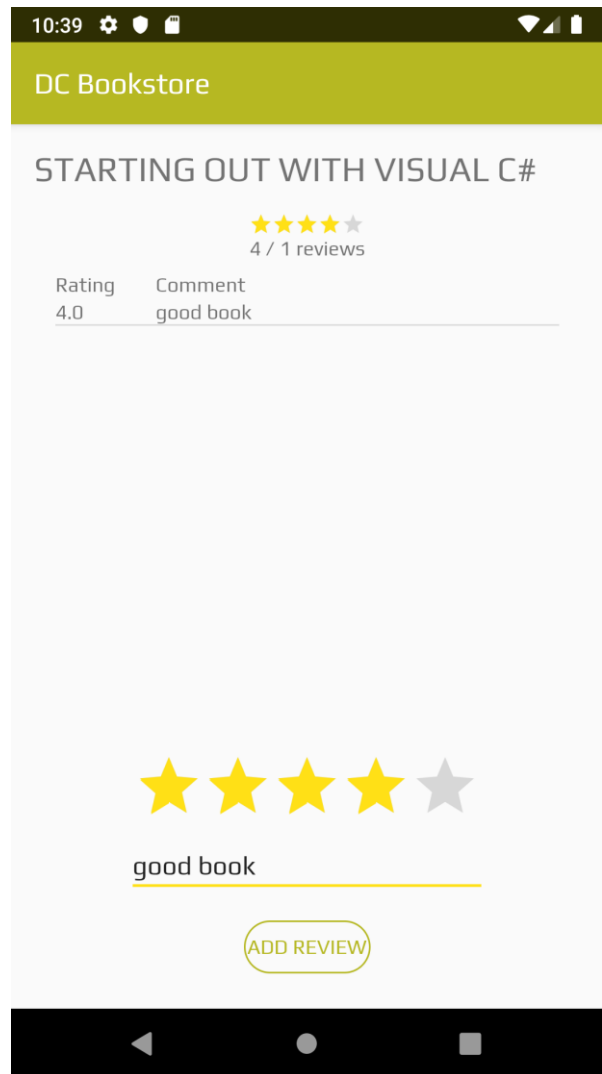 10:39
DC Bookstore
STARTING OUT WITH VISUAL C#
4 / 1 reviews
Rating Comment
4.0 good book
good book
ADD REVIEW